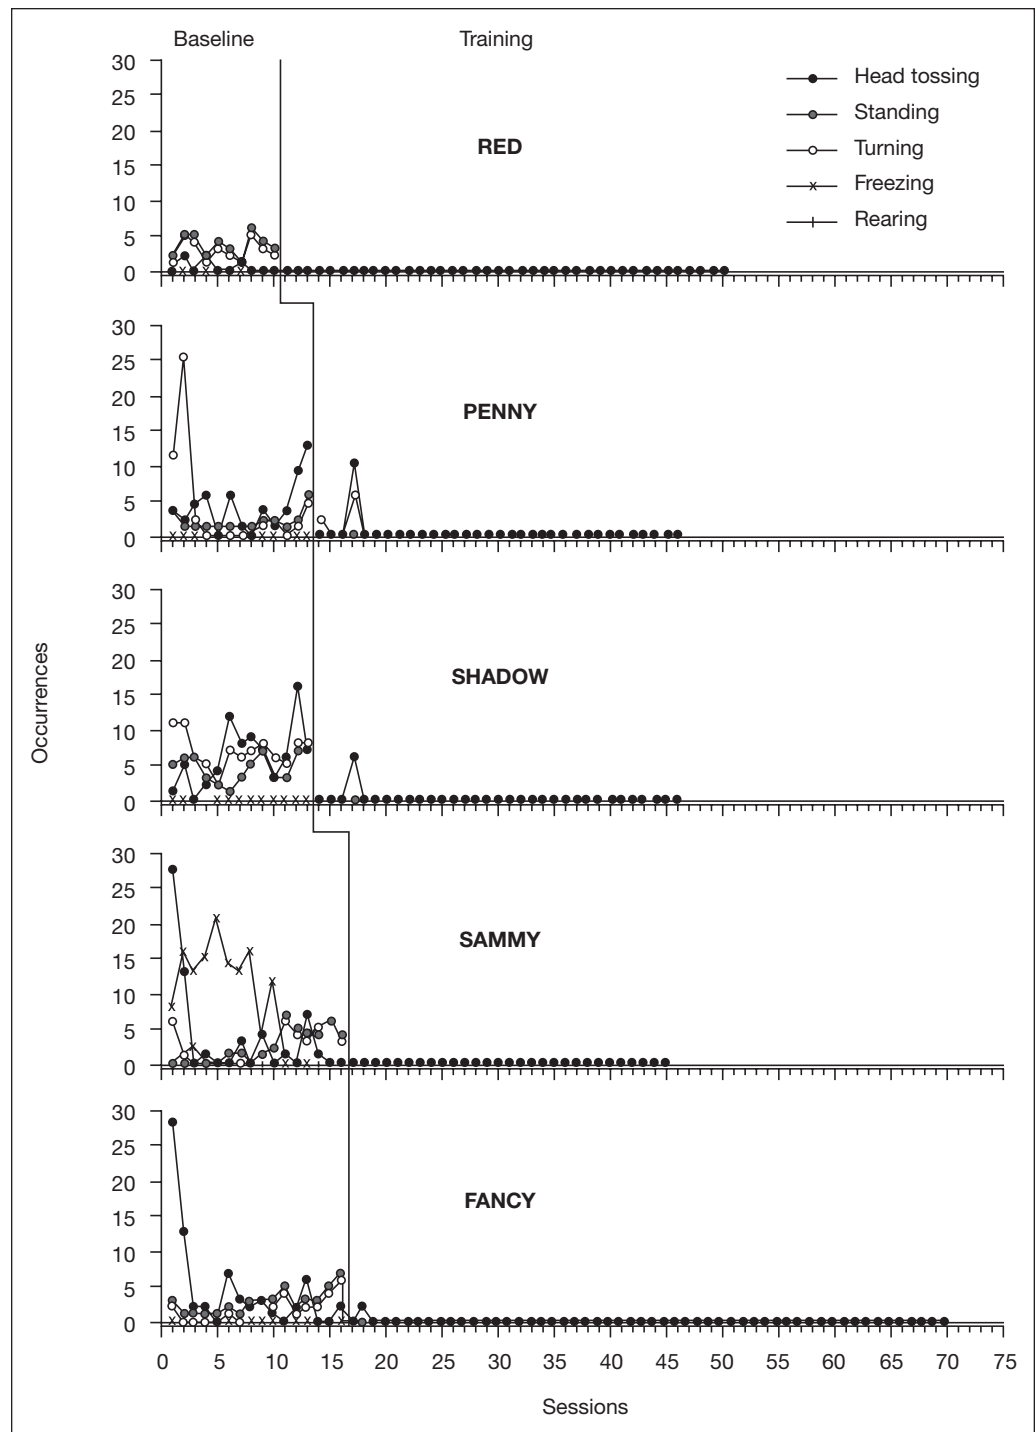 Baseline Training
30
25
20
15
10
5
0
RED
Head tossing
Standing
Turning
Freezing
Rearing
30
25
20
15
10
5
0
PENNY
30
25
20
15
10
5
0
SHADOW
Occurrences
30
25
20
15
10
5
0
SAMMY
30
25
20
15
10
5
0
FANCY
0 5 10 15 20 25 30 35 40 45 50 55 60 65 70 75
Sessions